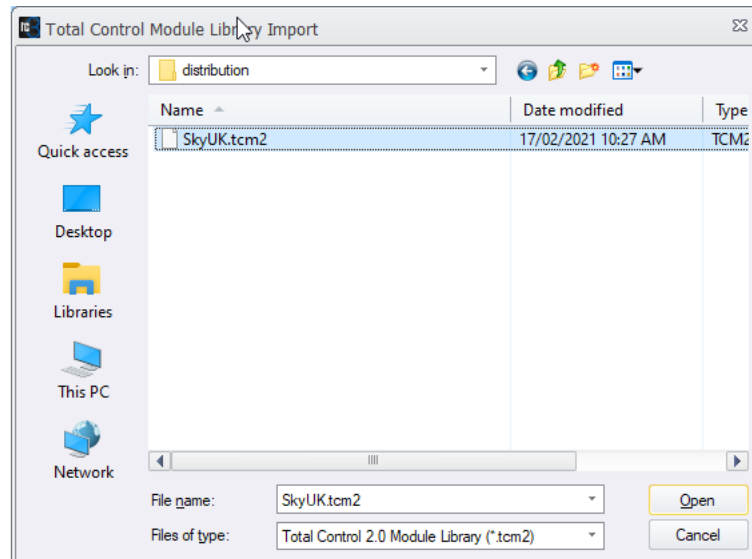 Total Control Module Library Import
Look in: distribution
Name Date modified Type
SkyUK.tcm2 17/02/2021 10:27 AM TCM2
Quick access
Desktop
Libraries
This PC
Network
File name: SkyUK.tcm2 Open
Files of type: Total Control 2.0 Module Library (*.tcm2) Cancel